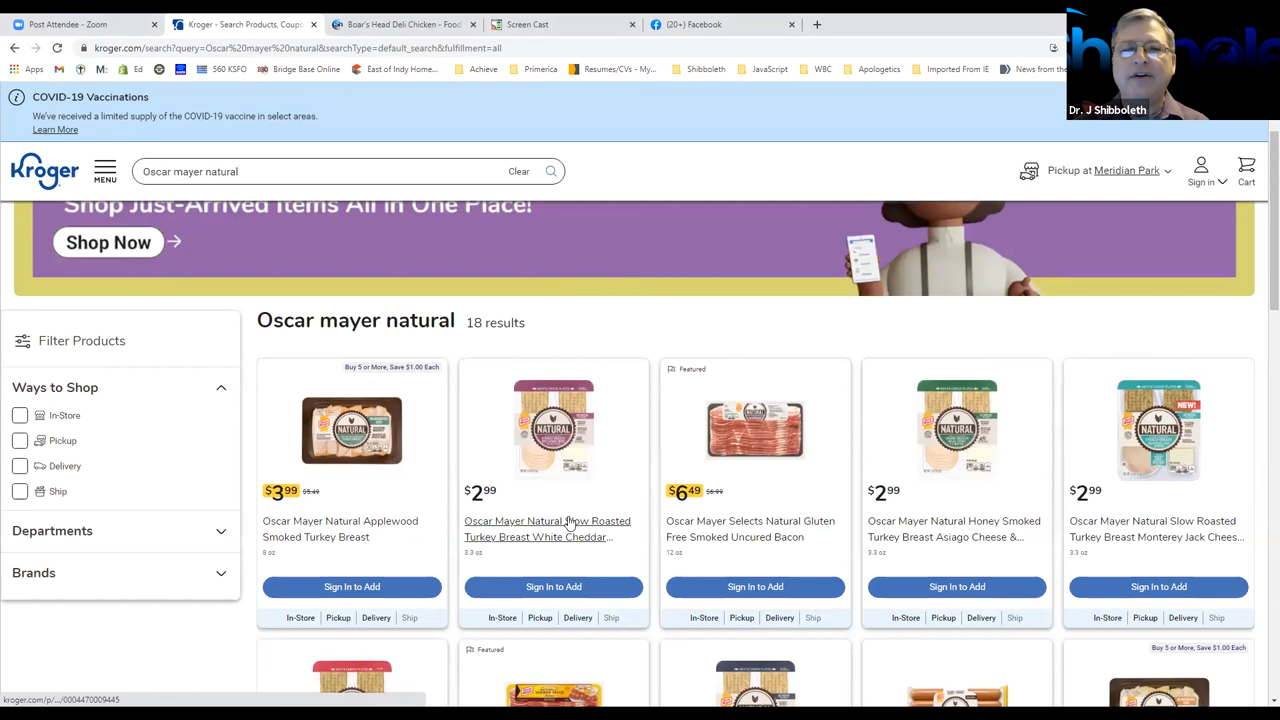 Post Attendee - Zoom
Kroger - Search Products, Coupo
Boar's Head Deli Chicken - Food
Screen Cast
(20+) Facebook
kroger.com/search?query=Oscar%20mayer%20natural&searchType=default_search&fulfillment=all
Apps
M:
Ed
560 KSFO
Bridge Base Online
East of Indy Home...
Achieve
Primerica
Resumes/CVs - My...
Shibboleth
JavaScript
WBC
Apologetics
Imported From IE
News from the
Dr. J Shibboleth
COVID-19 Vaccinations
We've received a limited supply of the COVID-19 vaccine in select areas.
Learn More
Kroger
MENU
Oscar mayer natural
Clear
Pickup at Meridian Park
Sign in
Cart
Shop Just-Arrived Items All in One Place!
Shop Now
Filter Products
Ways to Shop
In-Store
Pickup
Delivery
Ship
Departments
Brands
Oscar mayer natural 18 results
Buy 5 or More, Save $1.00 Each
NATURAL
$3.99 $5.49
Oscar Mayer Natural Applewood
Smoked Turkey Breast
8 oz
Sign In to Add
In-Store Pickup Delivery Ship
NATURAL
$2.99
Oscar Mayer Natural Slow Roasted
Turkey Breast White Cheddar...
3.3 oz
Sign In to Add
In-Store Pickup Delivery Ship
Featured
$6.49 $6.99
Oscar Mayer Selects Natural Gluten
Free Smoked Uncured Bacon
12 oz
Sign In to Add
In-Store Pickup Delivery Ship
NATURAL
$2.99
Oscar Mayer Natural Honey Smoked
Turkey Breast Asiago Cheese &...
3.3 oz
Sign In to Add
In-Store Pickup Delivery Ship
NEW!
NATURAL
$2.99
Oscar Mayer Natural Slow Roasted
Turkey Breast Monterey Jack Chees...
3.3 oz
Sign In to Add
In-Store Pickup Delivery Ship
Featured
Buy 5 or More, Save $1.00 Each
kroger.com/p/.../0004470009445